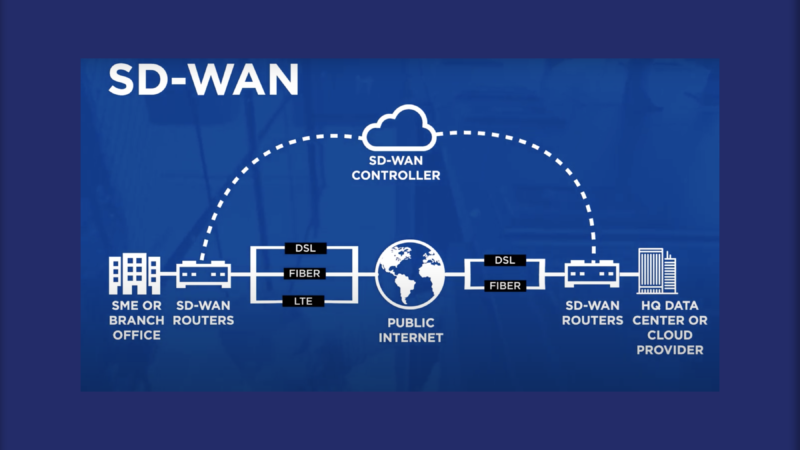 SD-WAN
SD-WAN
CONTROLLER
DSL
FIBER
LTE
DSL
FIBER
SME OR
BRANCH
OFFICE
SD-WAN
ROUTERS
PUBLIC
INTERNET
SD-WAN
ROUTERS
HQ DATA
CENTER OR
CLOUD
PROVIDER